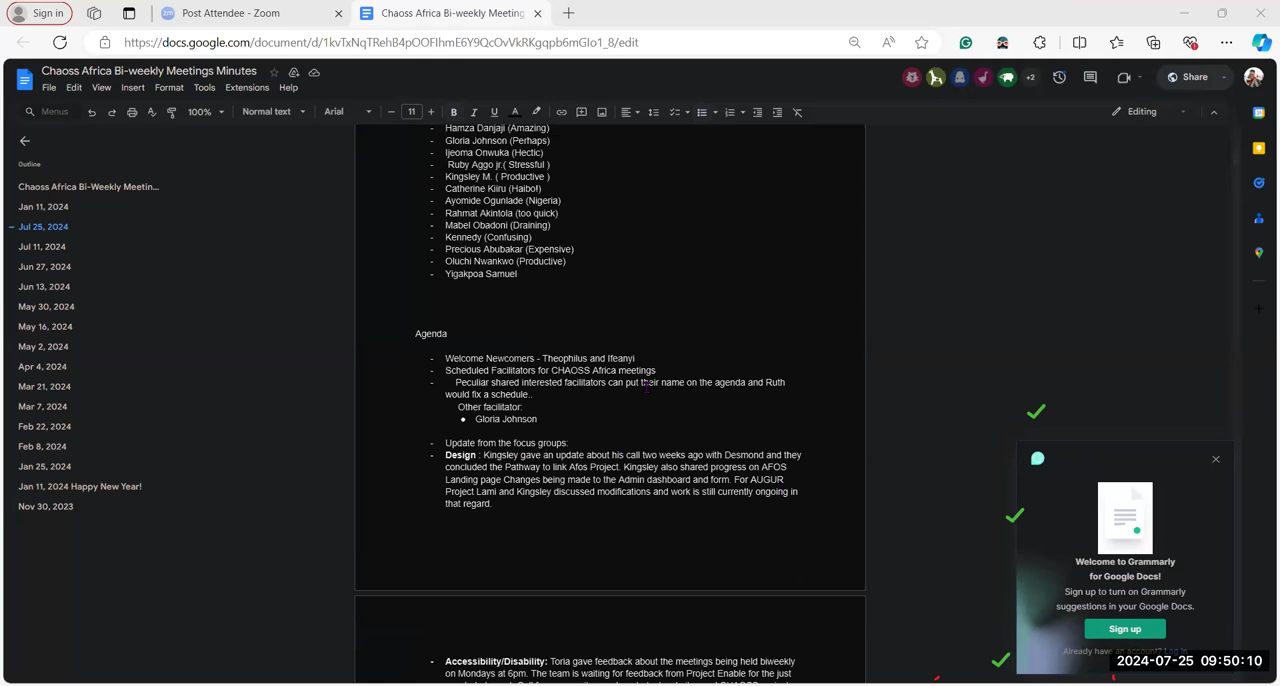 Sign in
Post Attendee - Zoom
Chaoss Africa Bi-weekly Meeting
https://docs.google.com/document/d/1kvTxNqTRehB4pOOFIhmE6Y9QcOvVkRKgqpb6mGIo1_8/edit
Chaoss Africa Bi-weekly Meetings Minutes
File Edit View Insert Format Tools Extensions Help
+2
Share
Menus
100%
Normal text
Arial
11
Editing
Outline
Chaoss Africa Bi-Weekly Meetin...
Jan 11, 2024
Jul 25, 2024
Jul 11, 2024
Jun 27, 2024
Jun 13, 2024
May 30, 2024
May 16, 2024
May 2, 2024
Apr 4, 2024
Mar 21, 2024
Mar 7, 2024
Feb 22, 2024
Feb 8, 2024
Jan 25, 2024
Jan 11, 2024 Happy New Year!
Nov 30, 2023
- Hamza Danjaji (Amazing)
- Gloria Johnson (Perhaps)
- Ijeoma Onwuka (Hectic)
- Ruby Aggo jr.( Stressful )
- Kingsley M. ( Productive )
- Catherine Kiiru (Haibo!)
- Ayomide Ogunlade (Nigeria)
- Rahmat Akintola (too quick)
- Mabel Obadoni (Draining)
- Kennedy (Confusing)
- Precious Abubakar (Expensive)
- Oluchi Nwankwo (Productive)
- Yigakpoa Samuel
Agenda
- Welcome Newcomers - Theophilus and Ifeanyi
- Scheduled Facilitators for CHAOSS Africa meetings
- Peculiar shared interested facilitators can put their name on the agenda and Ruth
would fix a schedule..
Other facilitator:
● Gloria Johnson
- Update from the focus groups:
- Design : Kingsley gave an update about his call two weeks ago with Desmond and they
concluded the Pathway to link Afos Project. Kingsley also shared progress on AFOS
Landing page Changes being made to the Admin dashboard and form. For AUGUR
Project Lami and Kingsley discussed modifications and work is still currently ongoing in
that regard.
- Accessibility/Disability: Toria gave feedback about the meetings being held biweekly
on Mondays at 6pm. The team is waiting for feedback from Project Enable for the just
Welcome to Grammarly
for Google Docs!
Sign up to turn on Grammarly
suggestions in your Google Docs.
Sign up
Already have an account? Log in
2024-07-25 09:50:10